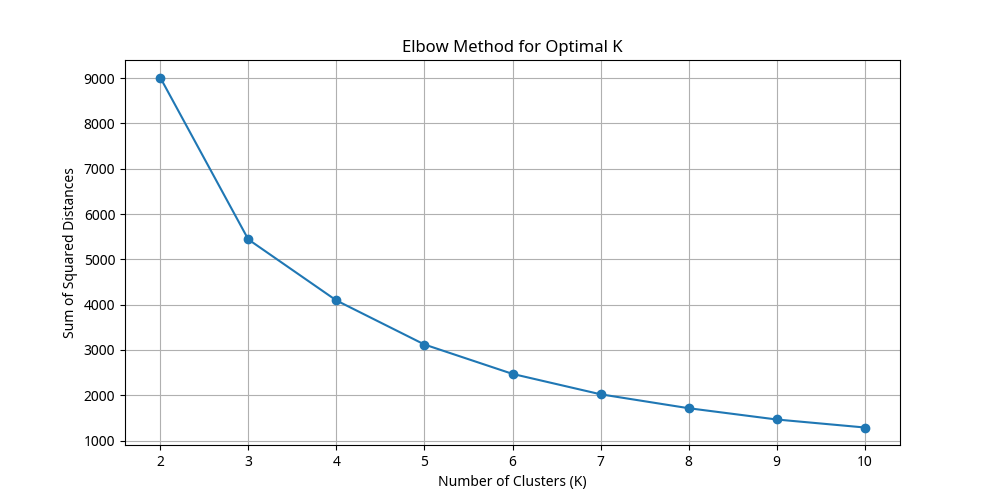 Elbow Method for Optimal K
9000
8000
7000
6000
5000
4000
3000
2000
1000
Sum of Squared Distances
2 3 4 5 6 7 8 9 10
Number of Clusters (K)